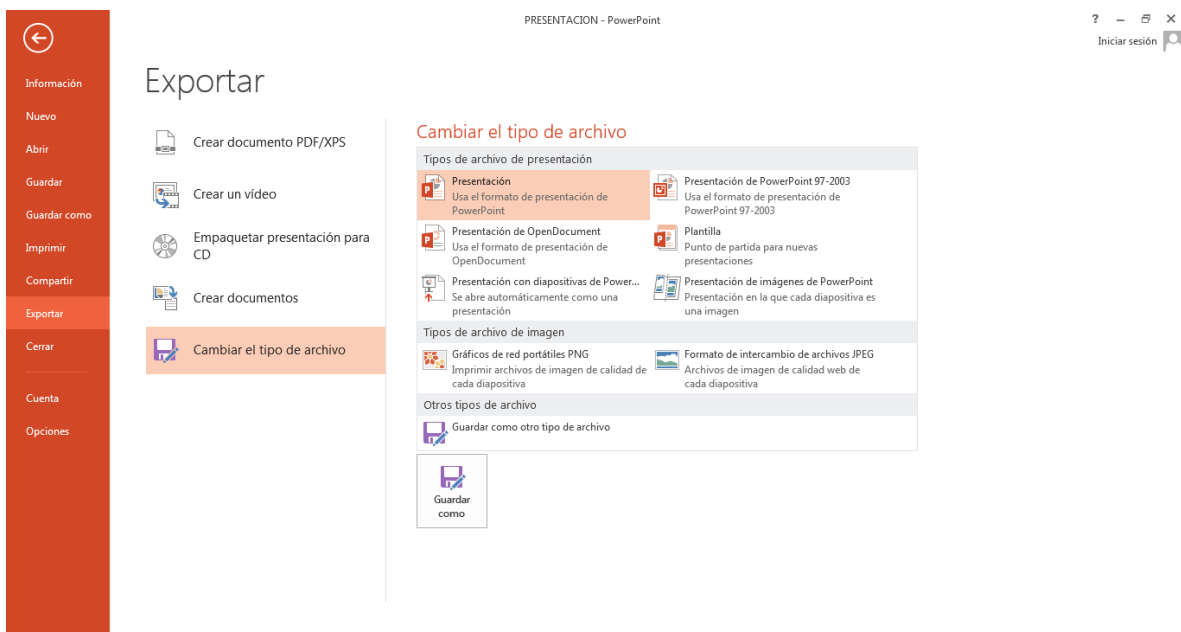 PRESENTACION - PowerPoint
?
Iniciar sesión
Información
Nuevo
Abrir
Guardar
Guardar como
Imprimir
Compartir
Exportar
Cerrar
Cuenta
Opciones
Exportar
Crear documento PDF/XPS
Crear un vídeo
Empaquetar presentación para
CD
Crear documentos
Cambiar el tipo de archivo
Cambiar el tipo de archivo
Tipos de archivo de presentación
Presentación
Usa el formato de presentación de
PowerPoint
Presentación de PowerPoint 97-2003
Usa el formato de presentación de
PowerPoint 97-2003
Presentación de OpenDocument
Usa el formato de presentación de
OpenDocument
Plantilla
Punto de partida para nuevas
presentaciones
Presentación con diapositivas de Power...
Se abre automáticamente como una
presentación
Presentación de imágenes de PowerPoint
Presentación en la que cada diapositiva es
una imagen
Tipos de archivo de imagen
Gráficos de red portátiles PNG
Imprimir archivos de imagen de calidad de
cada diapositiva
Formato de intercambio de archivos JPEG
Archivos de imagen de calidad web de
cada diapositiva
Otros tipos de archivo
Guardar como otro tipo de archivo
Guardar
como